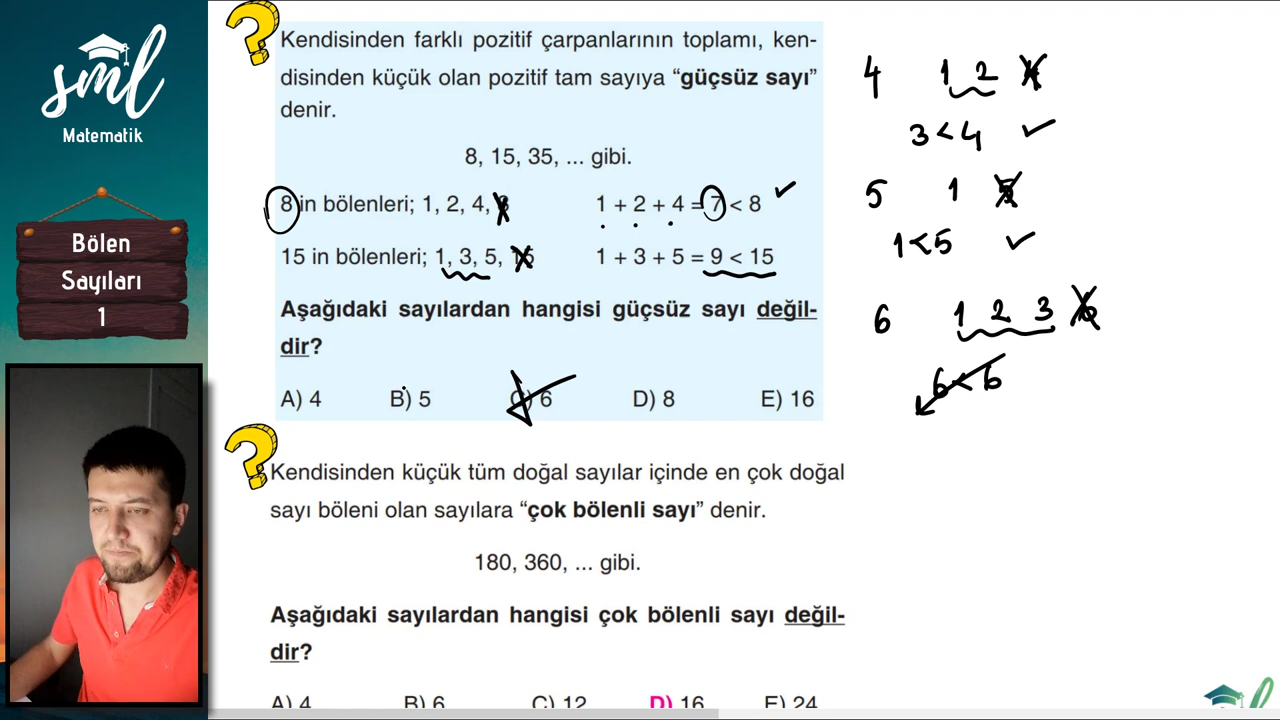 sml
Matematik
Bölen
Sayıları
1
Kendisinden farklı pozitif çarpanlarının toplamı, ken-
disinden küçük olan pozitif tam sayıya “güçsüz sayı”
denir.
8, 15, 35, ... gibi.
8 in bölenleri; 1, 2, 4, 8 1 + 2 + 4 = 7 < 8 ✓
15 in bölenleri; 1, 3, 5, 15 1 + 3 + 5 = 9 < 15
Aşağıdaki sayılardan hangisi güçsüz sayı değil-
dir?
A) 4 B) 5 C) 6 D) 8 E) 16
Kendisinden küçük tüm doğal sayılar içinde en çok doğal
sayı böleni olan sayılara “çok bölenli sayı” denir.
180, 360, ... gibi.
Aşağıdaki sayılardan hangisi çok bölenli sayı değil-
dir?
A) 4 B) 6 C) 12 D) 16 E) 24
4 1 2 4
3 < 4 ✓
5 1 5
1 < 5 ✓
6 1 2 3 6
6 < 6